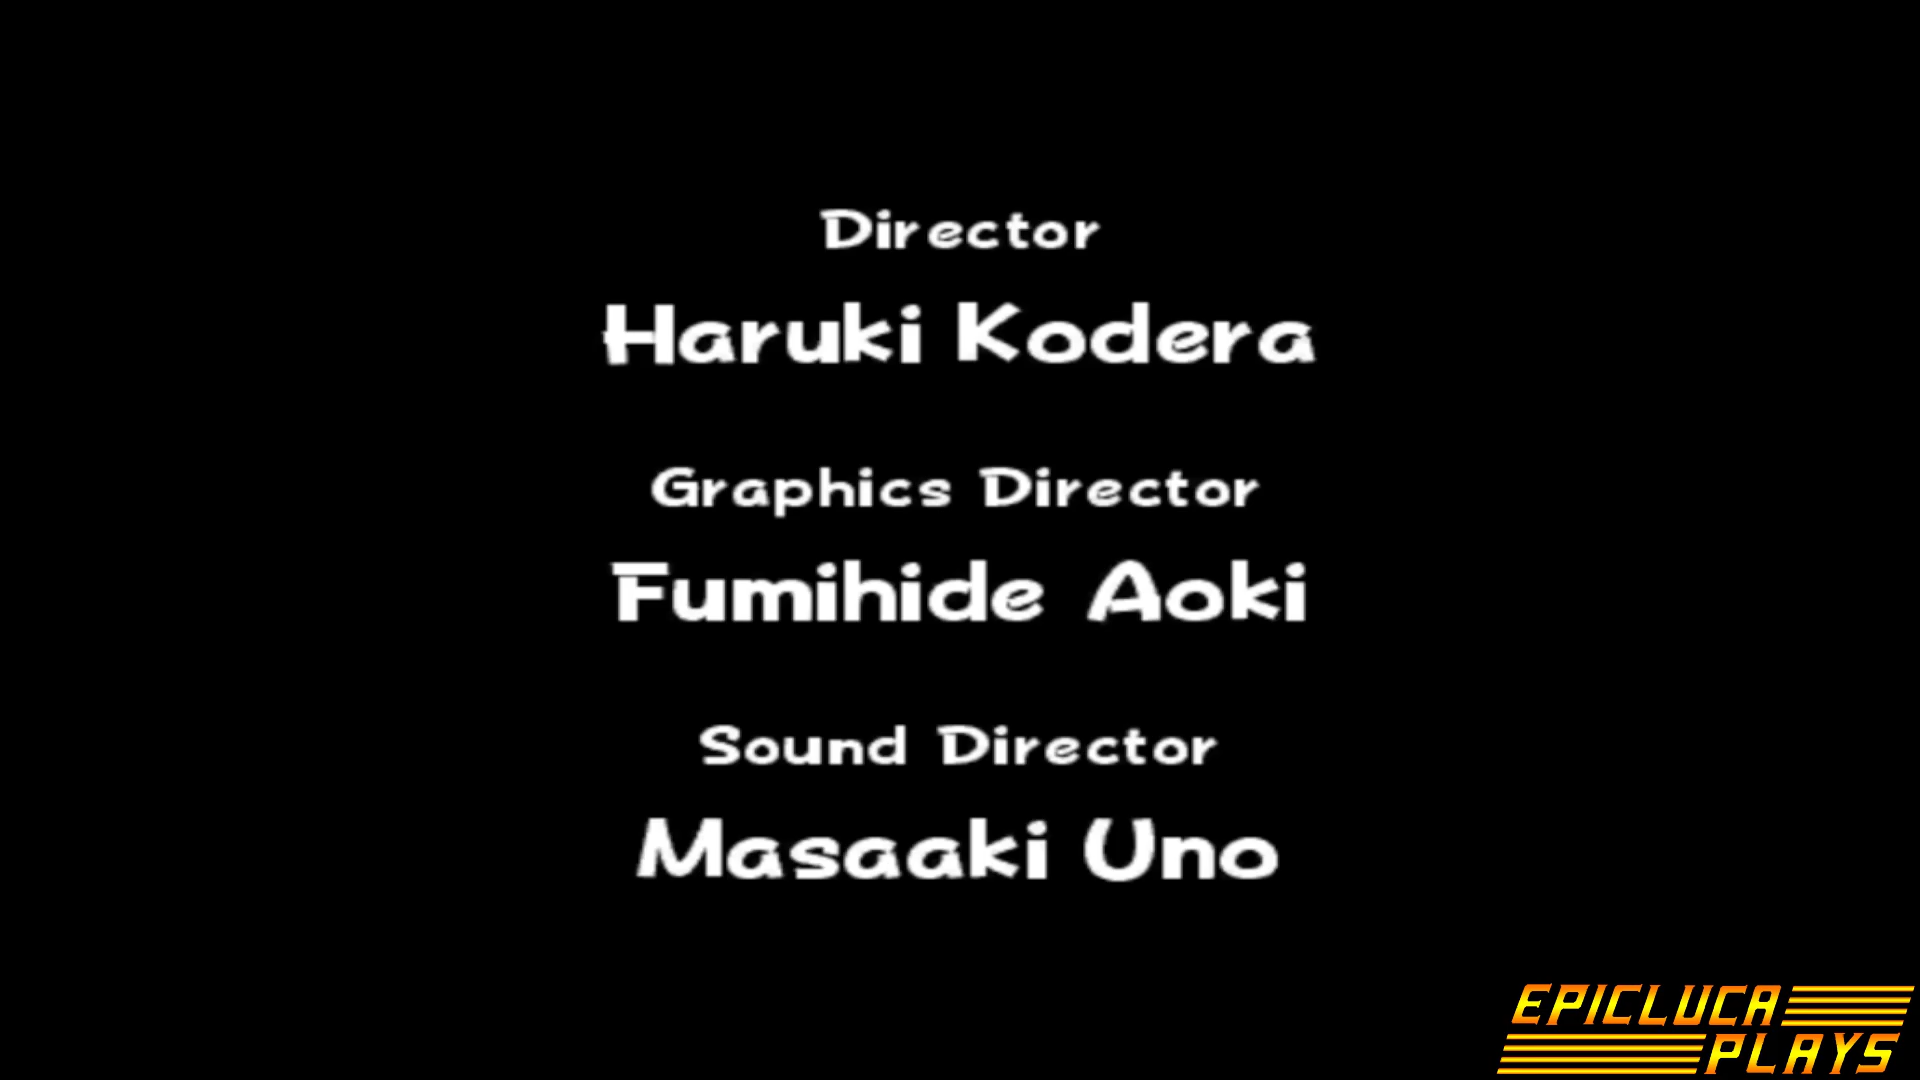 Director
Haruki Kodera
Graphics Director
Fumihide Aoki
Sound Director
Masaaki Uno
EPICLUCA
PLAYS